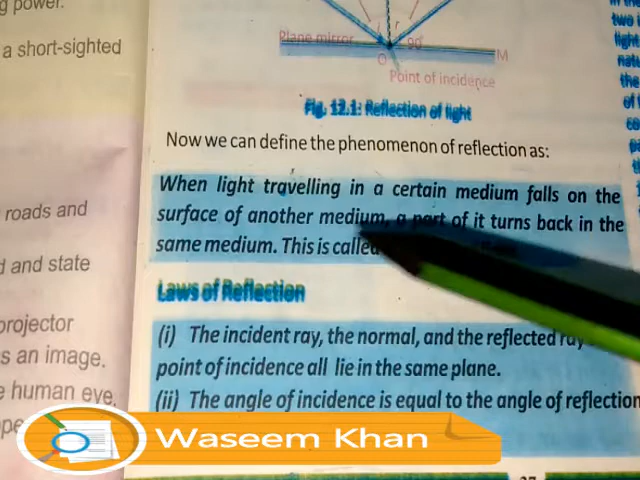 g power.
a short-sighted
roads and
d and state
projector
s an image.
e human eye.
i r
Plane mirror
90°
M
O
Point of incidence
Fig. 12.1: Reflection of light
Now we can define the phenomenon of reflection as:
When light travelling in a certain medium falls on the
surface of another medium, a part of it turns back in the
same medium. This is called
Laws of Reflection
(i) The incident ray, the normal, and the reflected ray
point of incidence all lie in the same plane.
(ii) The angle of incidence is equal to the angle of reflection
two
light
the
of
Waseem Khan